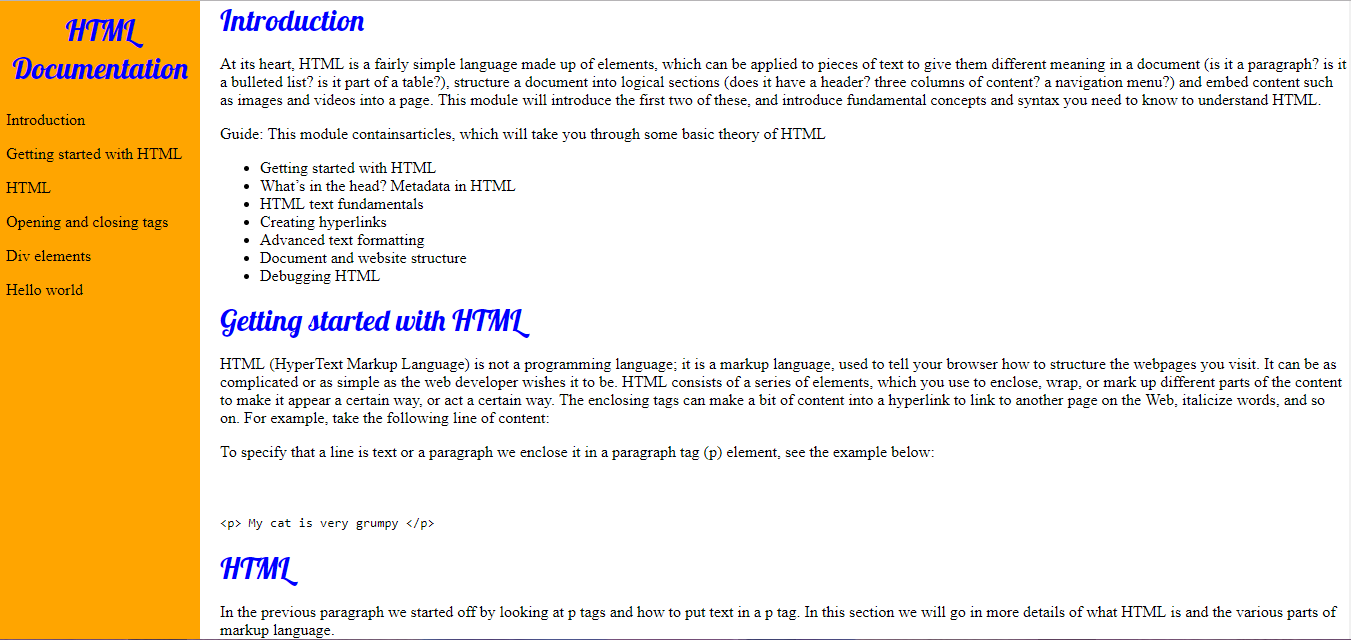 HTML
Documentation
Introduction
Getting started with HTML
HTML
Opening and closing tags
Div elements
Hello world
Introduction
At its heart, HTML is a fairly simple language made up of elements, which can be applied to pieces of text to give them different meaning in a document (is it a paragraph? is it
a bulleted list? is it part of a table?), structure a document into logical sections (does it have a header? three columns of content? a navigation menu?) and embed content such
as images and videos into a page. This module will introduce the first two of these, and introduce fundamental concepts and syntax you need to know to understand HTML.
Guide: This module containsarticles, which will take you through some basic theory of HTML
• Getting started with HTML
• What’s in the head? Metadata in HTML
• HTML text fundamentals
• Creating hyperlinks
• Advanced text formatting
• Document and website structure
• Debugging HTML
Getting started with HTML
HTML (HyperText Markup Language) is not a programming language; it is a markup language, used to tell your browser how to structure the webpages you visit. It can be as
complicated or as simple as the web developer wishes it to be. HTML consists of a series of elements, which you use to enclose, wrap, or mark up different parts of the content
to make it appear a certain way, or act a certain way. The enclosing tags can make a bit of content into a hyperlink to link to another page on the Web, italicize words, and so
on. For example, take the following line of content:
To specify that a line is text or a paragraph we enclose it in a paragraph tag (p) element, see the example below:
<p> My cat is very grumpy </p>
HTML
In the previous paragraph we started off by looking at p tags and how to put text in a p tag. In this section we will go in more details of what HTML is and the various parts of
markup language.